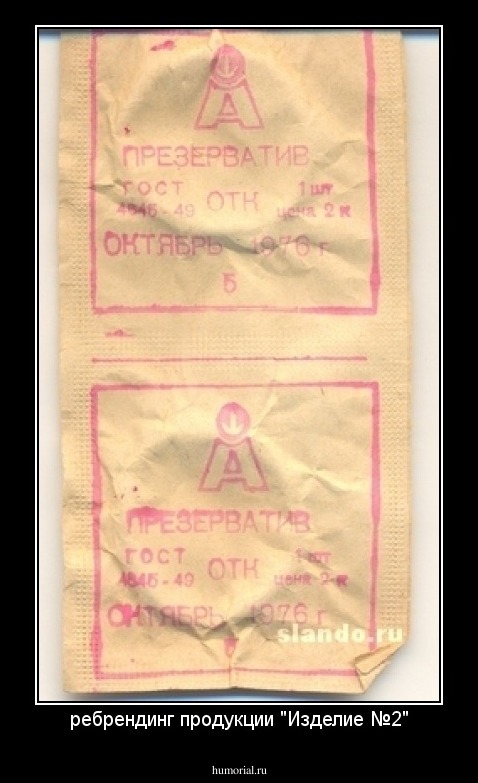 А
ПРЕЗЕРВАТИВ
ГОСТ ОТК 1 шт
4645-49 цена 2 к
ОКТЯБРЬ 1976 г
Б
А
ПРЕЗЕРВАТИВ
ГОСТ ОТК 1 шт
4645-49 цена 2 к
ОКТЯБРЬ 1976 г
slando.ru
ребрендинг продукции "Изделие №2"
humorial.ru